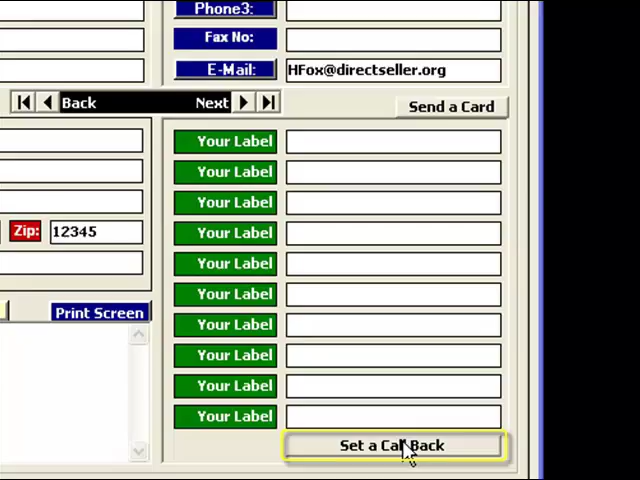 Phone3:
Fax No:
E-Mail: HFox@directseller.org
Back Next
Send a Card
Your Label
Your Label
Your Label
Zip: 12345 Your Label
Your Label
Your Label
Print Screen Your Label
Your Label
Your Label
Your Label
Set a Call Back